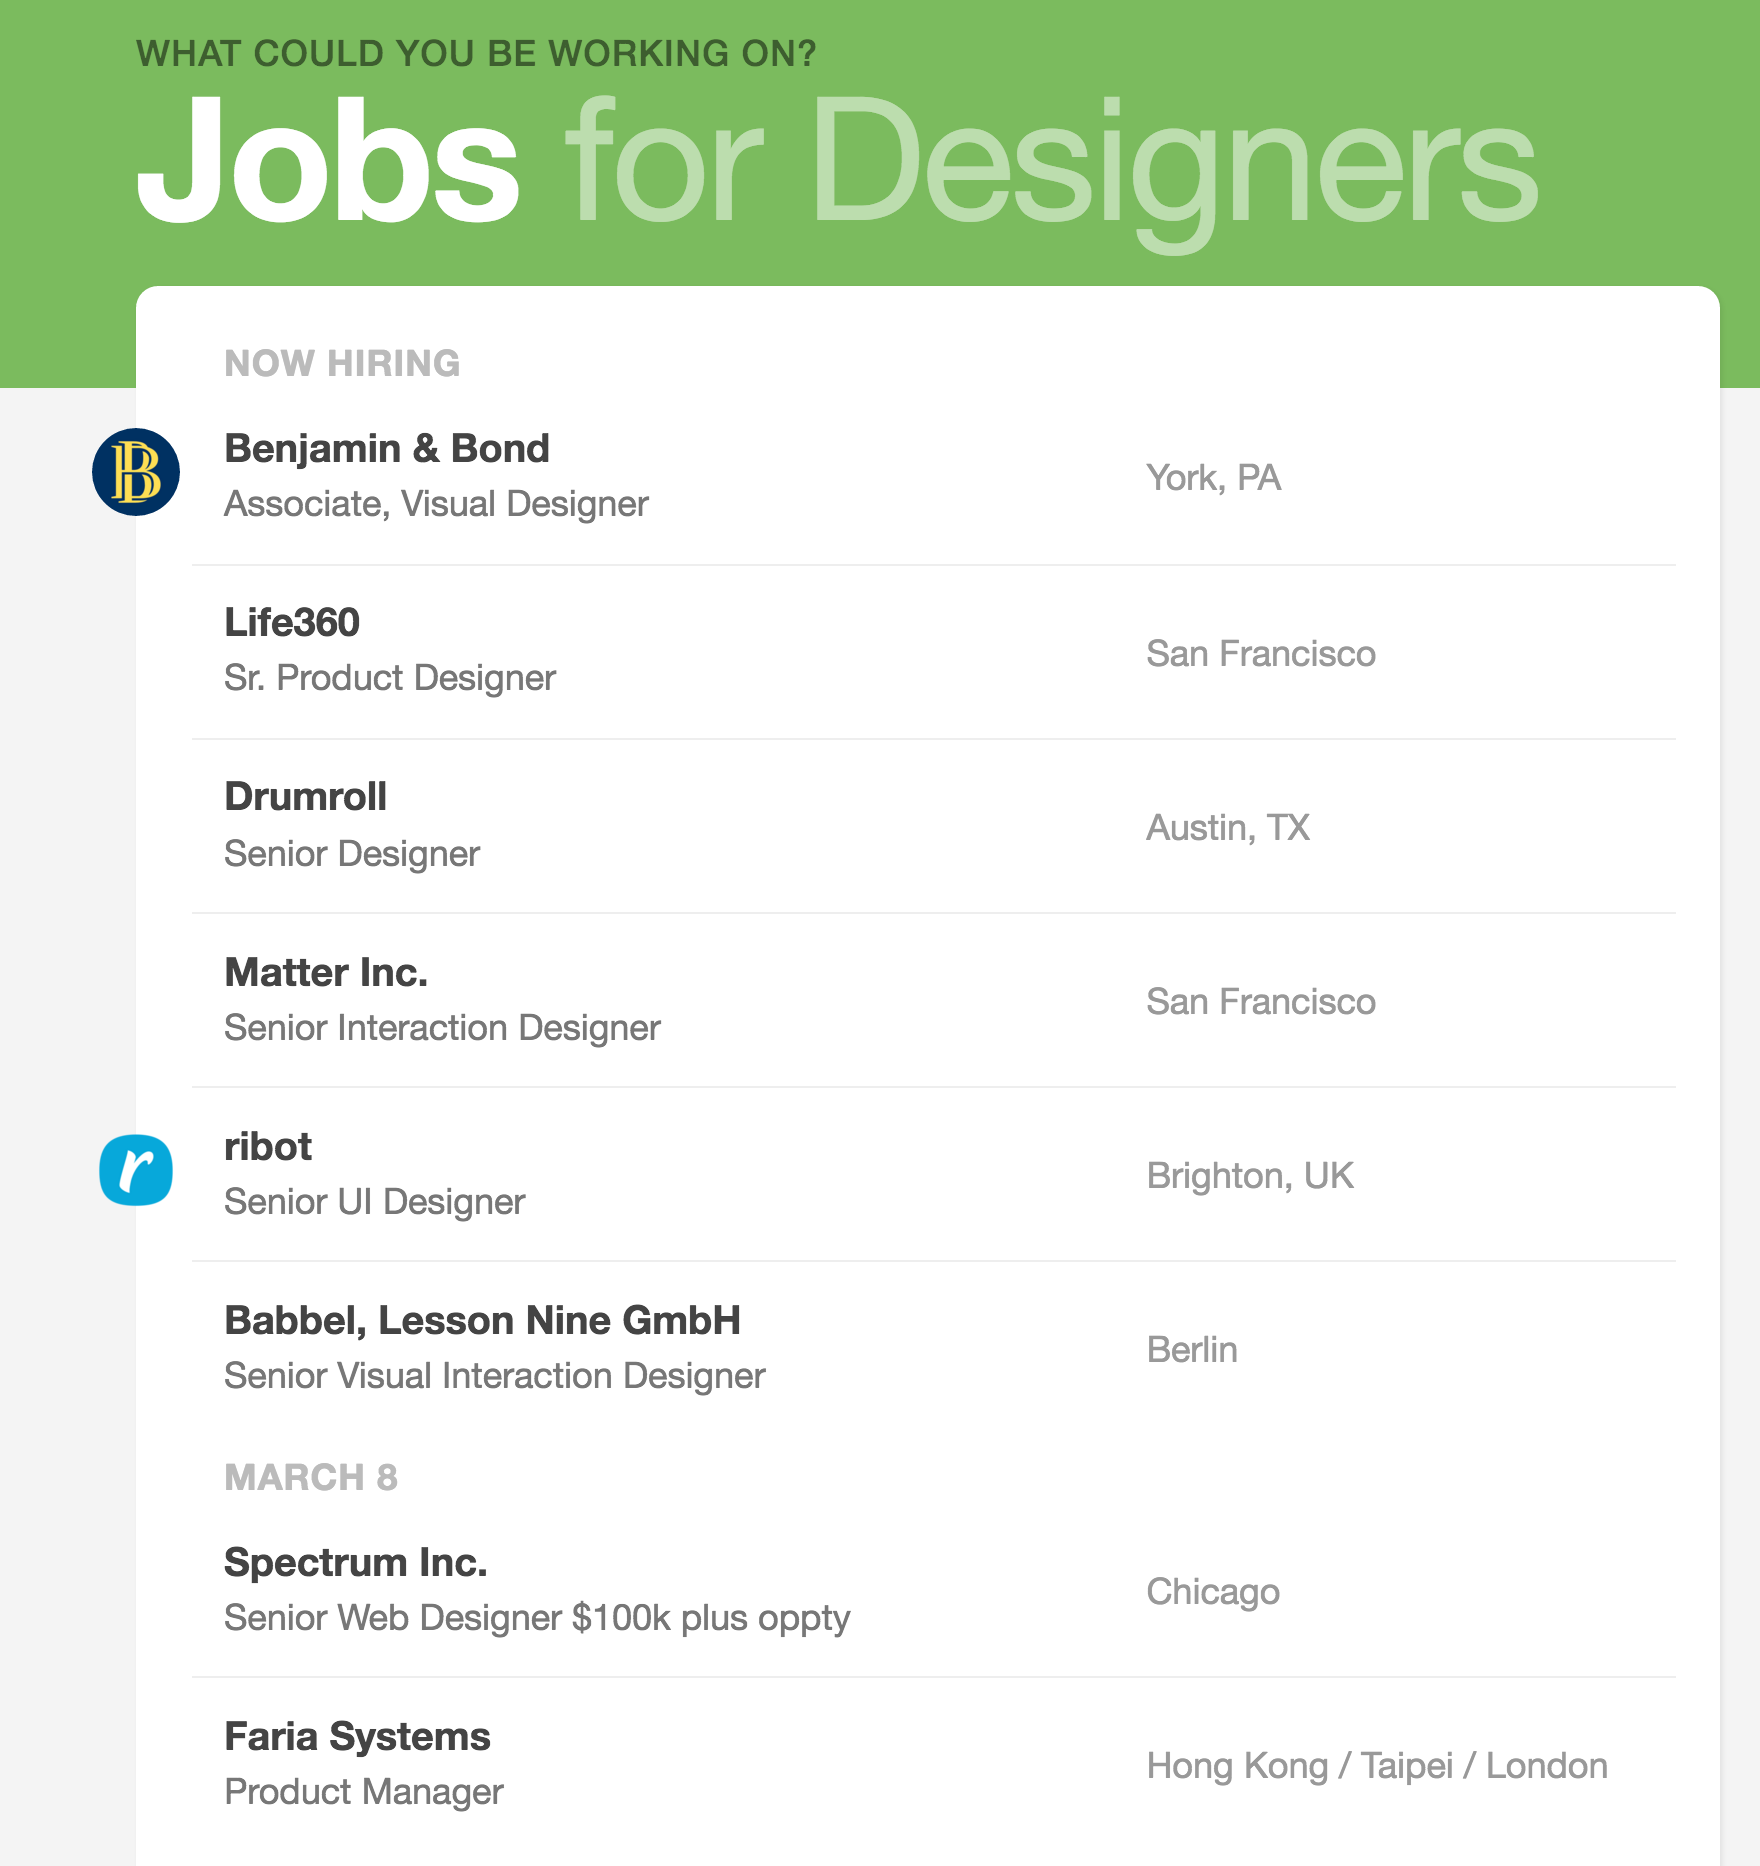 WHAT COULD YOU BE WORKING ON?
Jobs for Designers
NOW HIRING
B
Benjamin & Bond
Associate, Visual Designer
York, PA
Life360
Sr. Product Designer
San Francisco
Drumroll
Senior Designer
Austin, TX
Matter Inc.
Senior Interaction Designer
San Francisco
r
ribot
Senior UI Designer
Brighton, UK
Babbel, Lesson Nine GmbH
Senior Visual Interaction Designer
Berlin
MARCH 8
Spectrum Inc.
Senior Web Designer $100k plus oppty
Chicago
Faria Systems
Product Manager
Hong Kong / Taipei / London